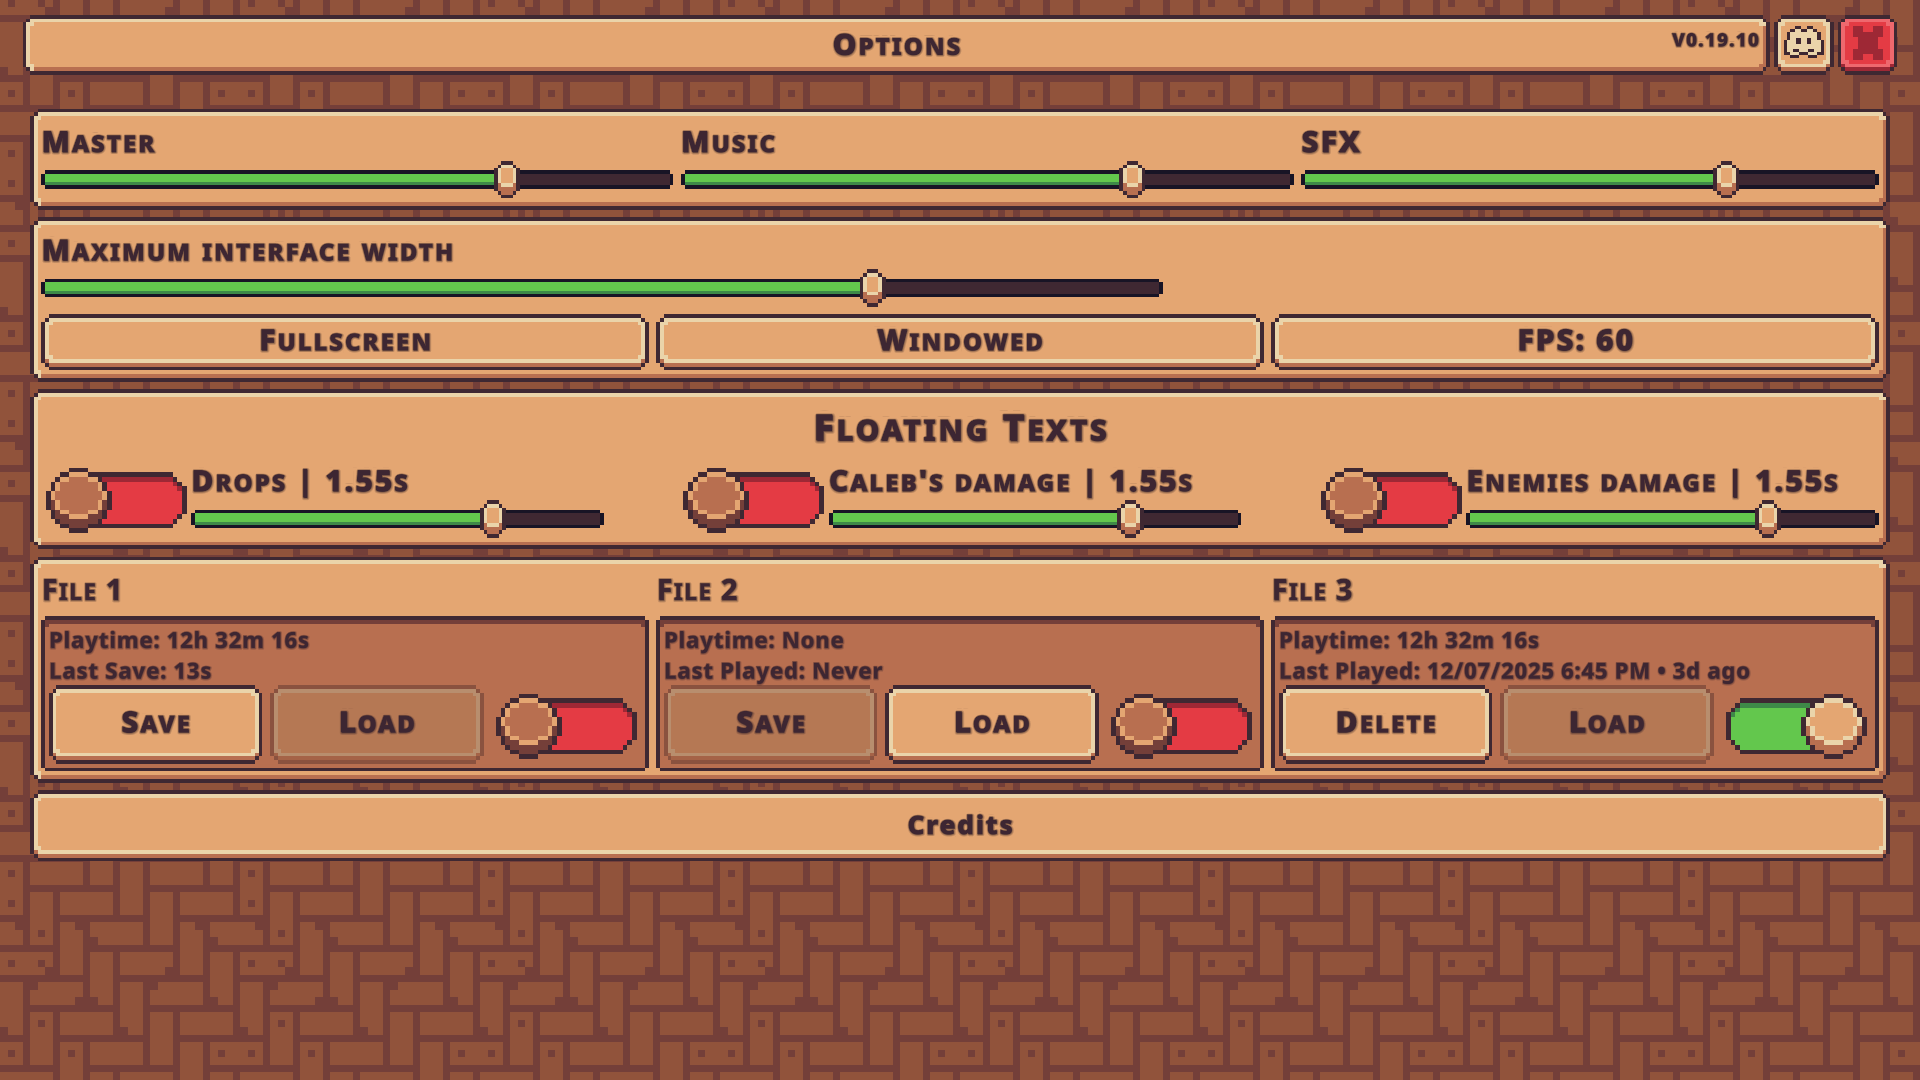 Options
V0.19.10
Master
Music
SFX
Maximum interface width
Fullscreen
Windowed
FPS: 60
Floating Texts
Drops | 1.55s
Caleb's damage | 1.55s
Enemies damage | 1.55s
File 1
File 2
File 3
Playtime: 12h 32m 16s
Last Save: 13s
Save
Load
Playtime: None
Last Played: Never
Save
Load
Playtime: 12h 32m 16s
Last Played: 12/07/2025 6:45 PM • 3d ago
Delete
Load
Credits